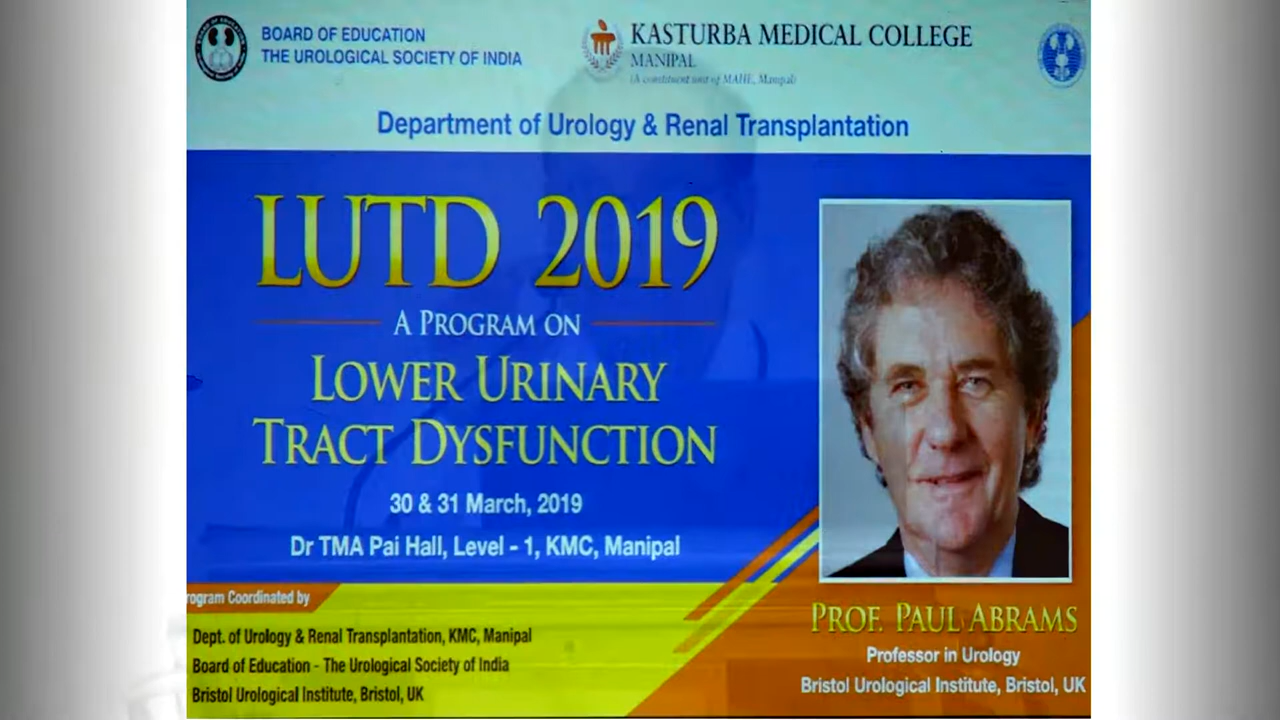 BOARD OF EDUCATION
THE UROLOGICAL SOCIETY OF INDIA
KASTURBA MEDICAL COLLEGE
MANIPAL
(A constituent unit of MAHE, Manipal)
Department of Urology & Renal Transplantation
LUTD 2019
A PROGRAM ON
LOWER URINARY
TRACT DYSFUNCTION
30 & 31 March, 2019
Dr TMA Pai Hall, Level - 1, KMC, Manipal
rogram Coordinated by
Dept. of Urology & Renal Transplantation, KMC, Manipal
Board of Education - The Urological Society of India
Bristol Urological Institute, Bristol, UK
PROF. PAUL ABRAMS
Professor in Urology
Bristol Urological Institute, Bristol, UK